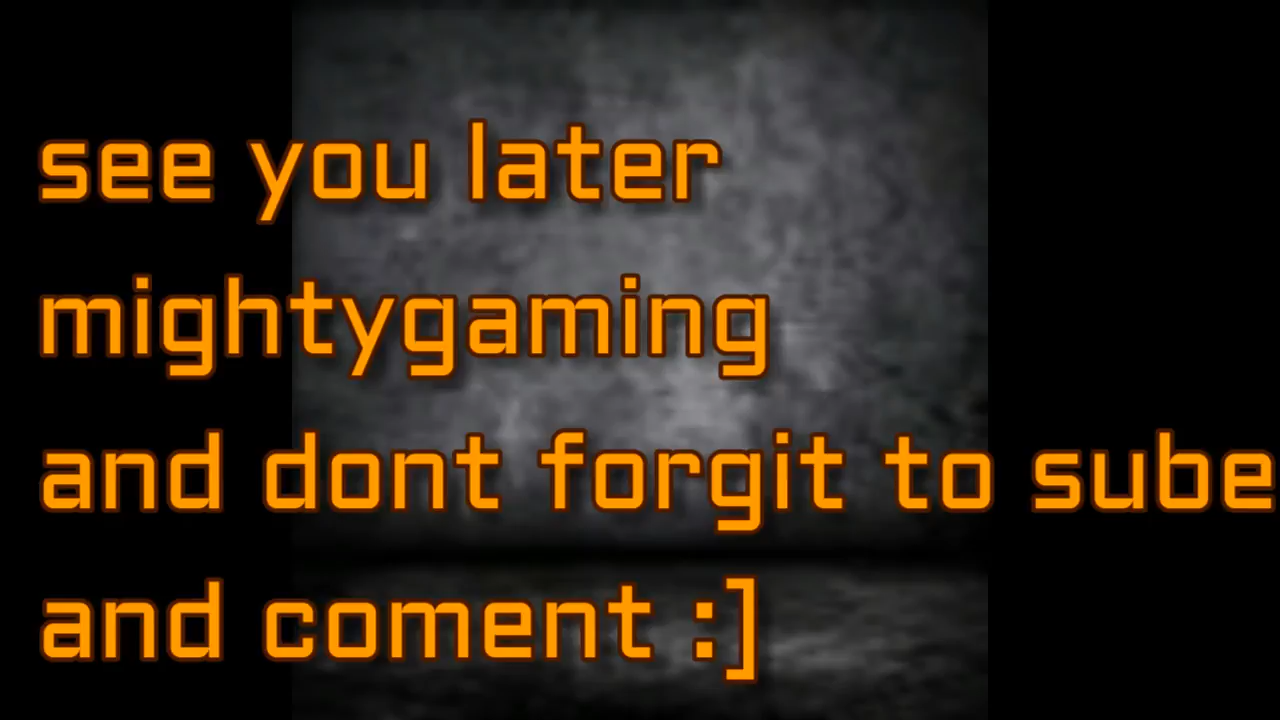 see you later
mightygaming
and dont forgit to sube
and coment :]